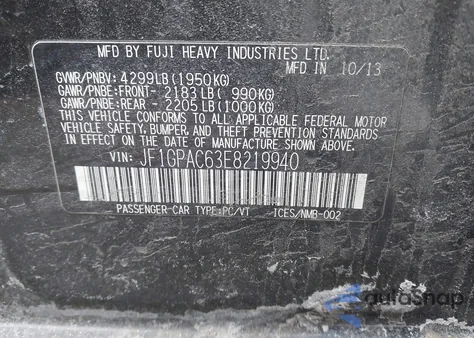 MFD BY FUJI HEAVY INDUSTRIES LTD.
MFD IN 10/13
GVWR/PNBV: 4299LB(1950KG)
GAWR/PNBE:FRONT- 2183LB( 990KG)
GAWR/PNBE:REAR - 2205LB(1000KG)
THIS VEHICLE CONFORMS TO ALL APPLICABLE FEDERAL MOTOR
VEHICLE SAFETY, BUMPER, AND THEFT PREVENTION STANDARDS
IN EFFECT ON THE DATE OF MANUFACTURE SHOWN ABOVE.
VIN: JF1GPAC63E8219940
PASSENGER-CAR TYPE:PC/VT ICES/NMB-002
autosnap